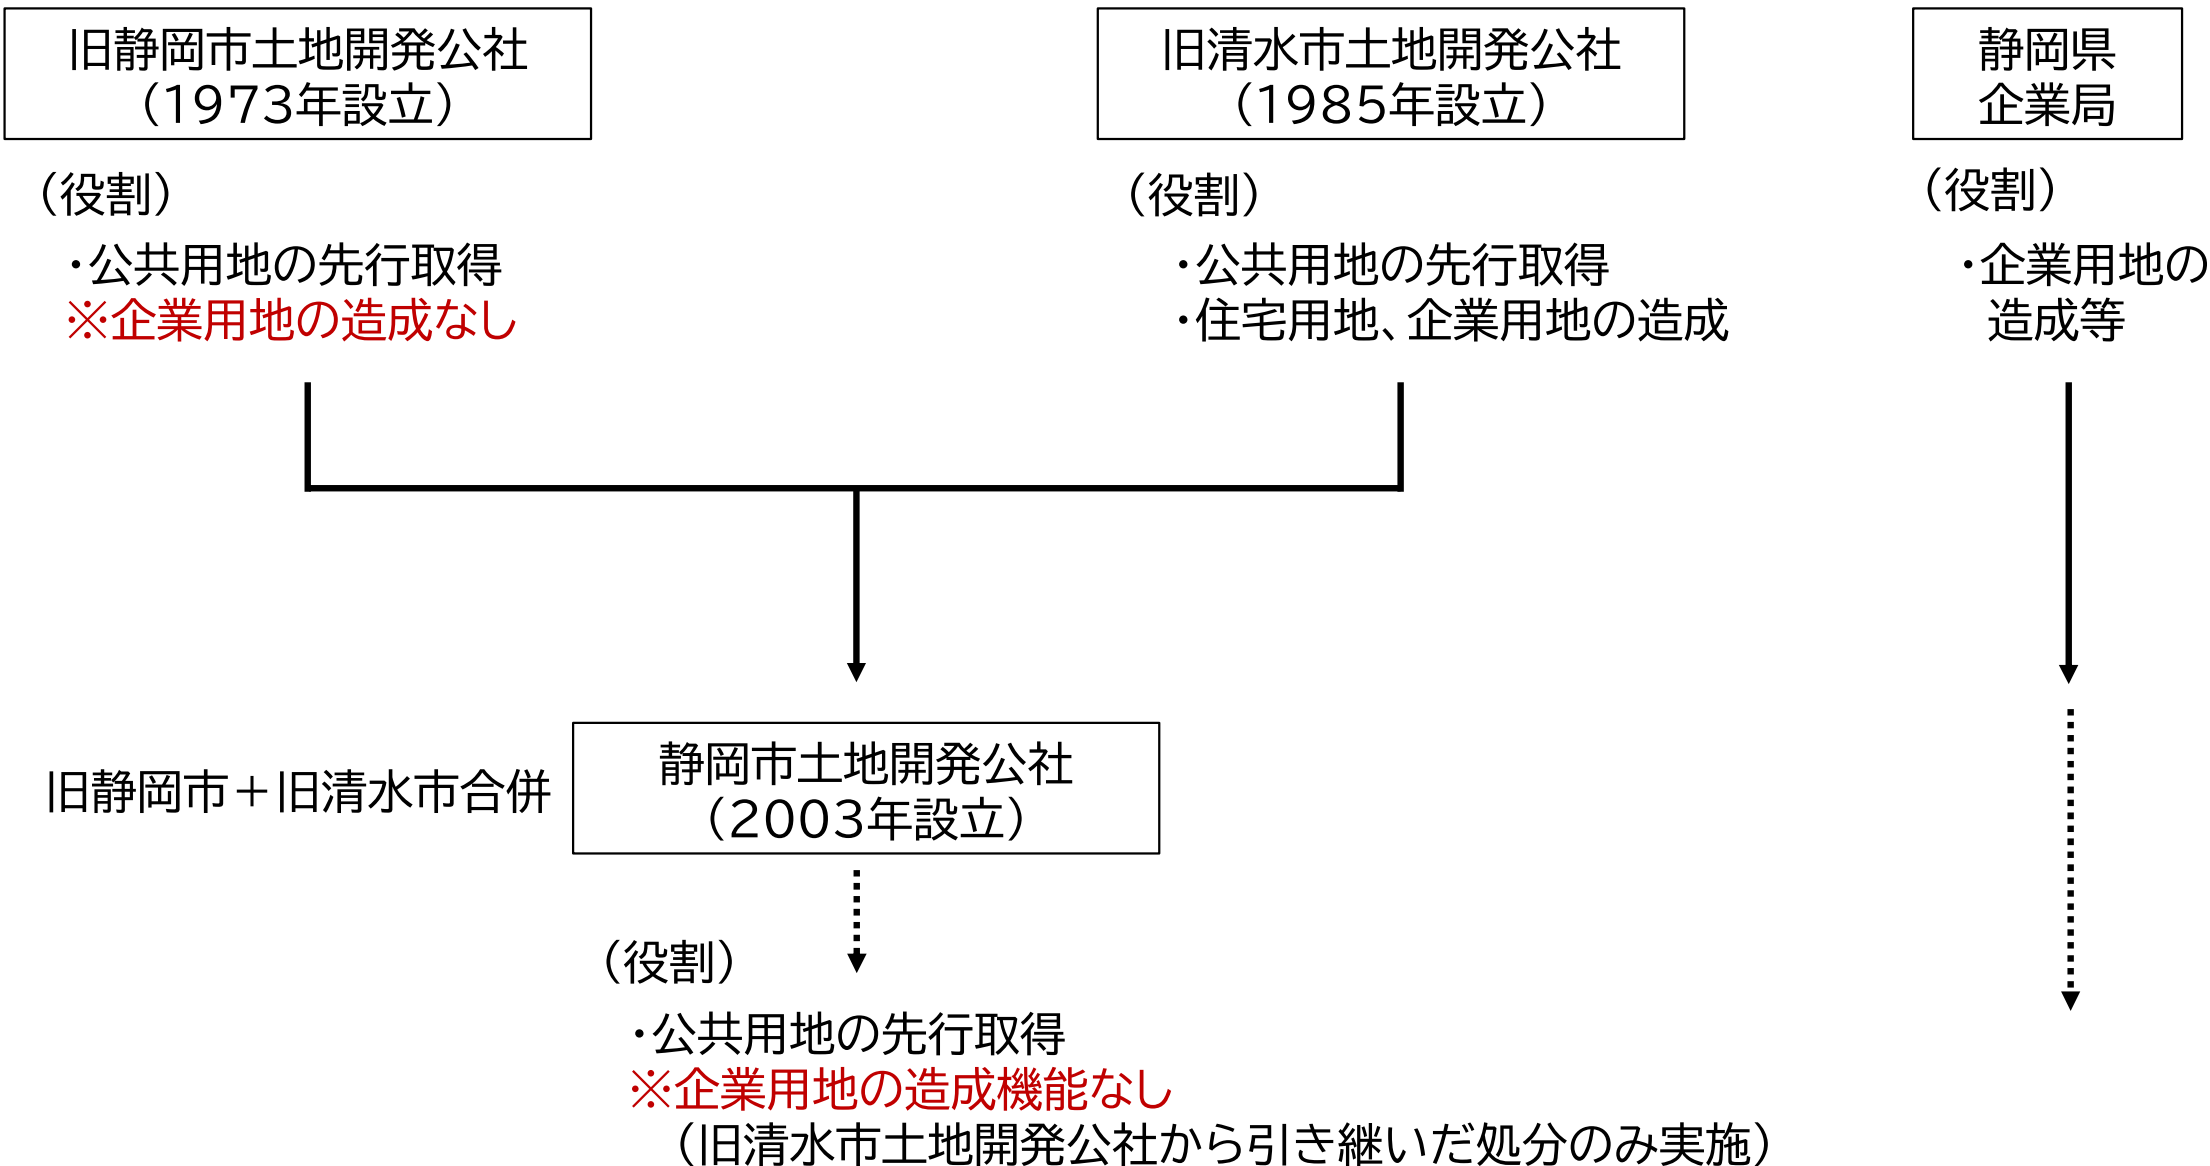 旧静岡市土地開発公社
（1973年設立）
（役割）
・公共用地の先行取得
※企業用地の造成なし
旧清水市土地開発公社
（1985年設立）
（役割）
・公共用地の先行取得
・住宅用地、企業用地の造成
静岡県
企業局
（役割）
・企業用地の
造成等
旧静岡市＋旧清水市合併
静岡市土地開発公社
（2003年設立）
（役割）
・公共用地の先行取得
※企業用地の造成機能なし
（旧清水市土地開発公社から引き継いだ処分のみ実施）